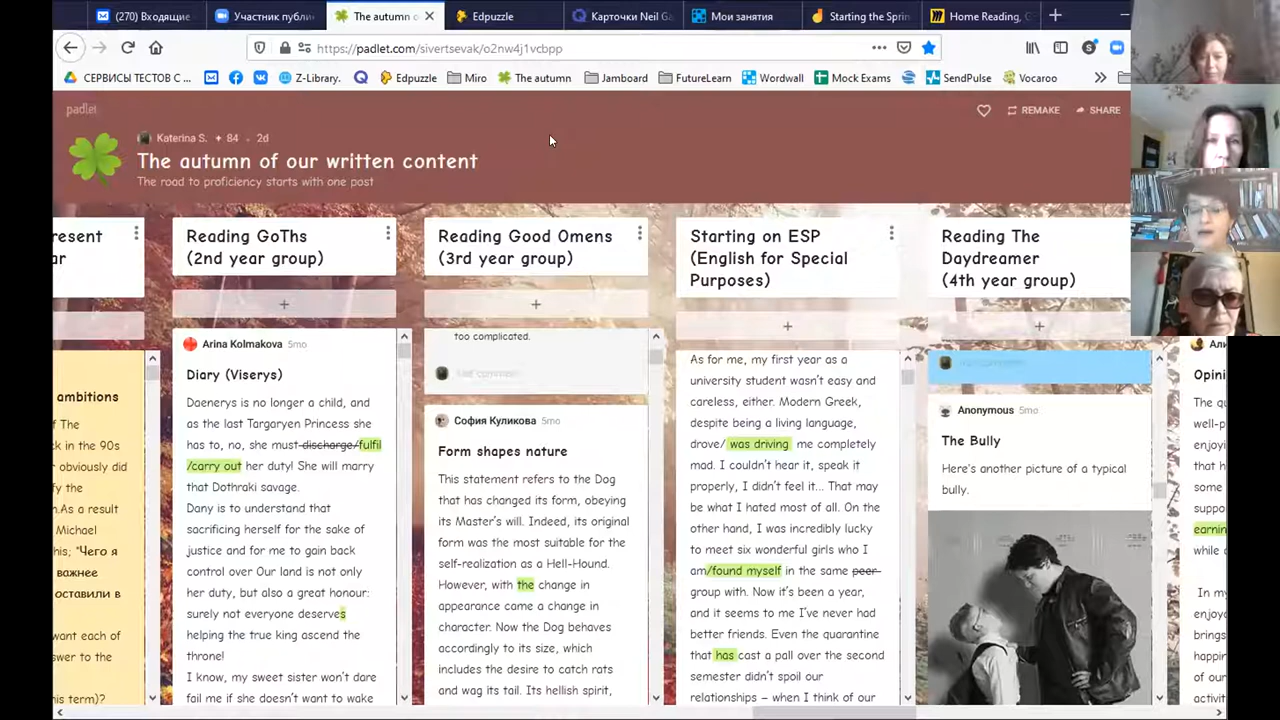 (270) Входящие
Участник публи
The autumn o
Edpuzzle
Карточки Neil Ga
Мои занятия
Starting the Sprin
Home Reading, G
https://padlet.com/sivertsevak/o2nw4j1vcbpp
СЕРВИСЫ ТЕСТОВ С ...
Z-Library.
Edpuzzle
Miro
The autumn
Jamboard
FutureLearn
Wordwall
Mock Exams
SendPulse
Vocaroo
padlet
REMAKE
SHARE
Katerina S. + 84 . 2d
The autumn of our written content
The road to proficiency starts with one post
resent
ar
ambitions
of The
ck in the 90s
r obviously did
fy the
n.As a result
Michael
his; "Чего я
важнее
оставили в
want each of
swer to the
his term)?
Reading GoThs
(2nd year group)
Arina Kolmakova 5mo
Diary (Viserys)
Daenerys is no longer a child, and
as the last Targaryen Princess she
has to, no, she must discharge/fulfil
/carry out her duty! She will marry
that Dothraki savage.
Dany is to understand that
sacrificing herself for the sake of
justice and for me to gain back
control over Our land is not only
her duty, but also a great honour:
surely not everyone deserves
helping the true king ascend the
throne!
I know, my sweet sister won't dare
fail me if she doesn't want to wake
Reading Good Omens
(3rd year group)
too complicated.
Add comment
София Куликова 5mo
Form shapes nature
This statement refers to the Dog
that has changed its form, obeying
its Master's will. Indeed, its original
form was the most suitable for the
self-realization as a Hell-Hound.
However, with the change in
appearance came a change in
character. Now the Dog behaves
accordingly to its size, which
includes the desire to catch rats
and wag its tail. Its hellish spirit,
Starting on ESP
(English for Special
Purposes)
As for me, my first year as a
university student wasn't easy and
careless, either. Modern Greek,
despite being a living language,
drove/ was driving me completely
mad. I couldn't hear it, speak it
properly, I didn't feel it... That may
be what I hated most of all. On the
other hand, I was incredibly lucky
to meet six wonderful girls who I
am/found myself in the same peer
group with. Now it's been a year,
and it seems to me I've never had
better friends. Even the quarantine
that has cast a pall over the second
semester didn't spoil our
relationships – when I think of our
Reading The
Daydreamer
(4th year group)
Anonymous 5mo
The Bully
Here's another picture of a typical
bully.
Али
Opini
The qu
well-p
enjoyi
that h
some
suppo
earnin
while
In my
enjoye
brings
happin
of our
activit